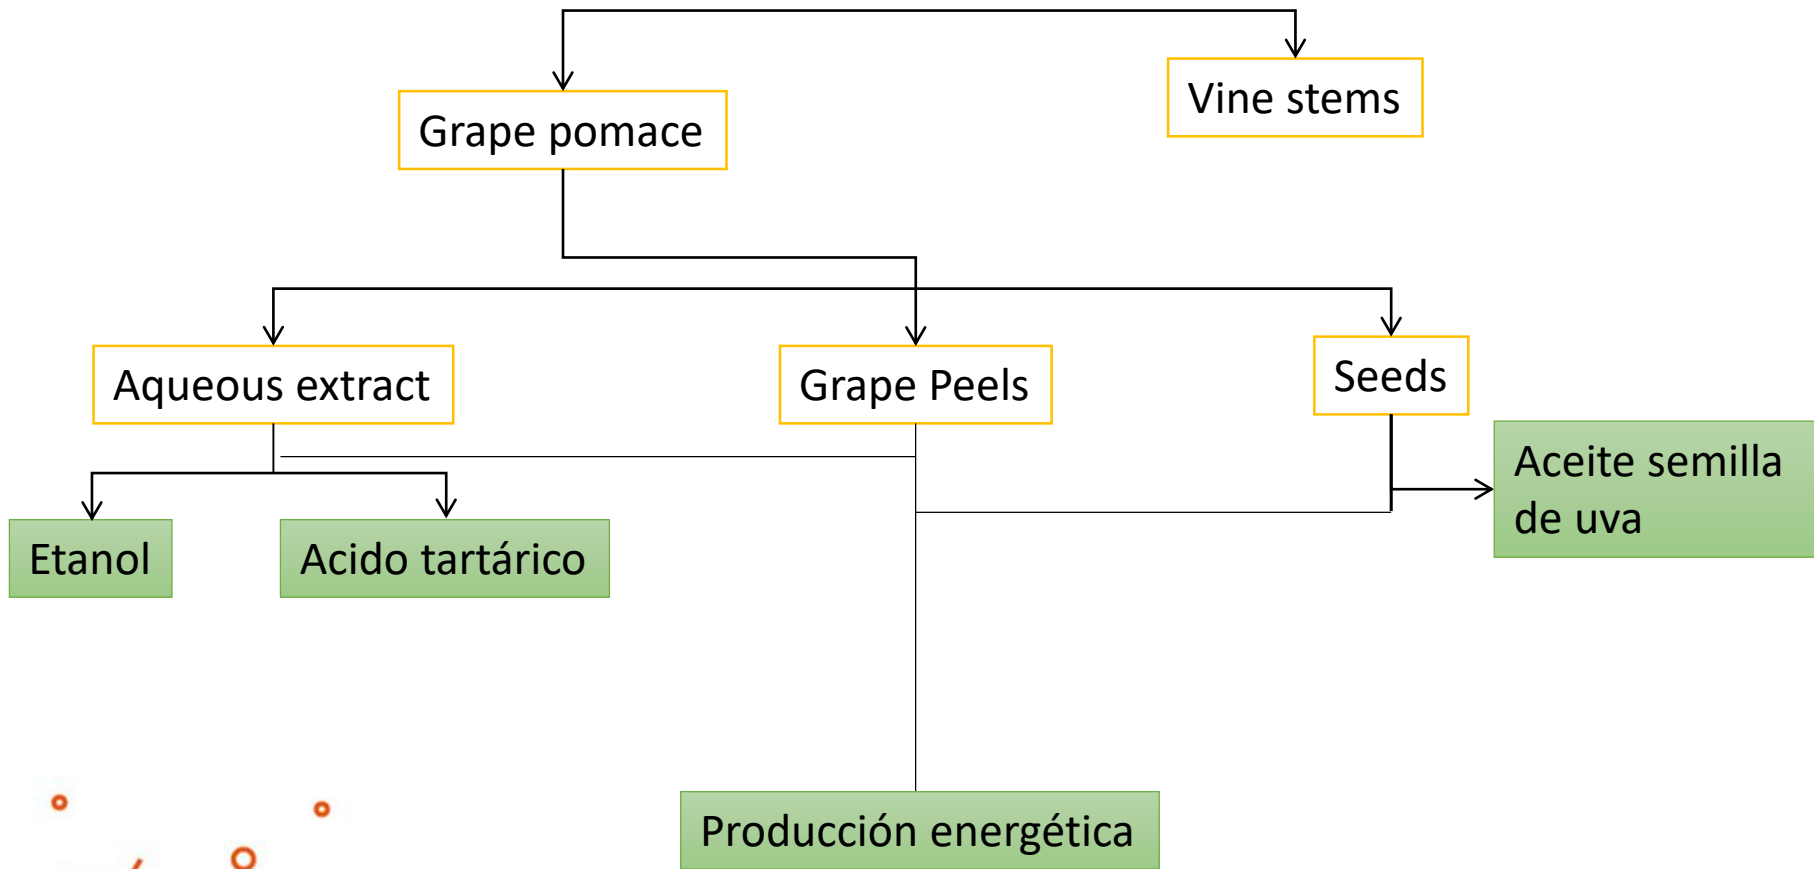 Vine stems
Grape pomace
Aqueous extract
Grape Peels
Seeds
Aceite semilla
de uva
Etanol
Acido tartárico
Producción energética